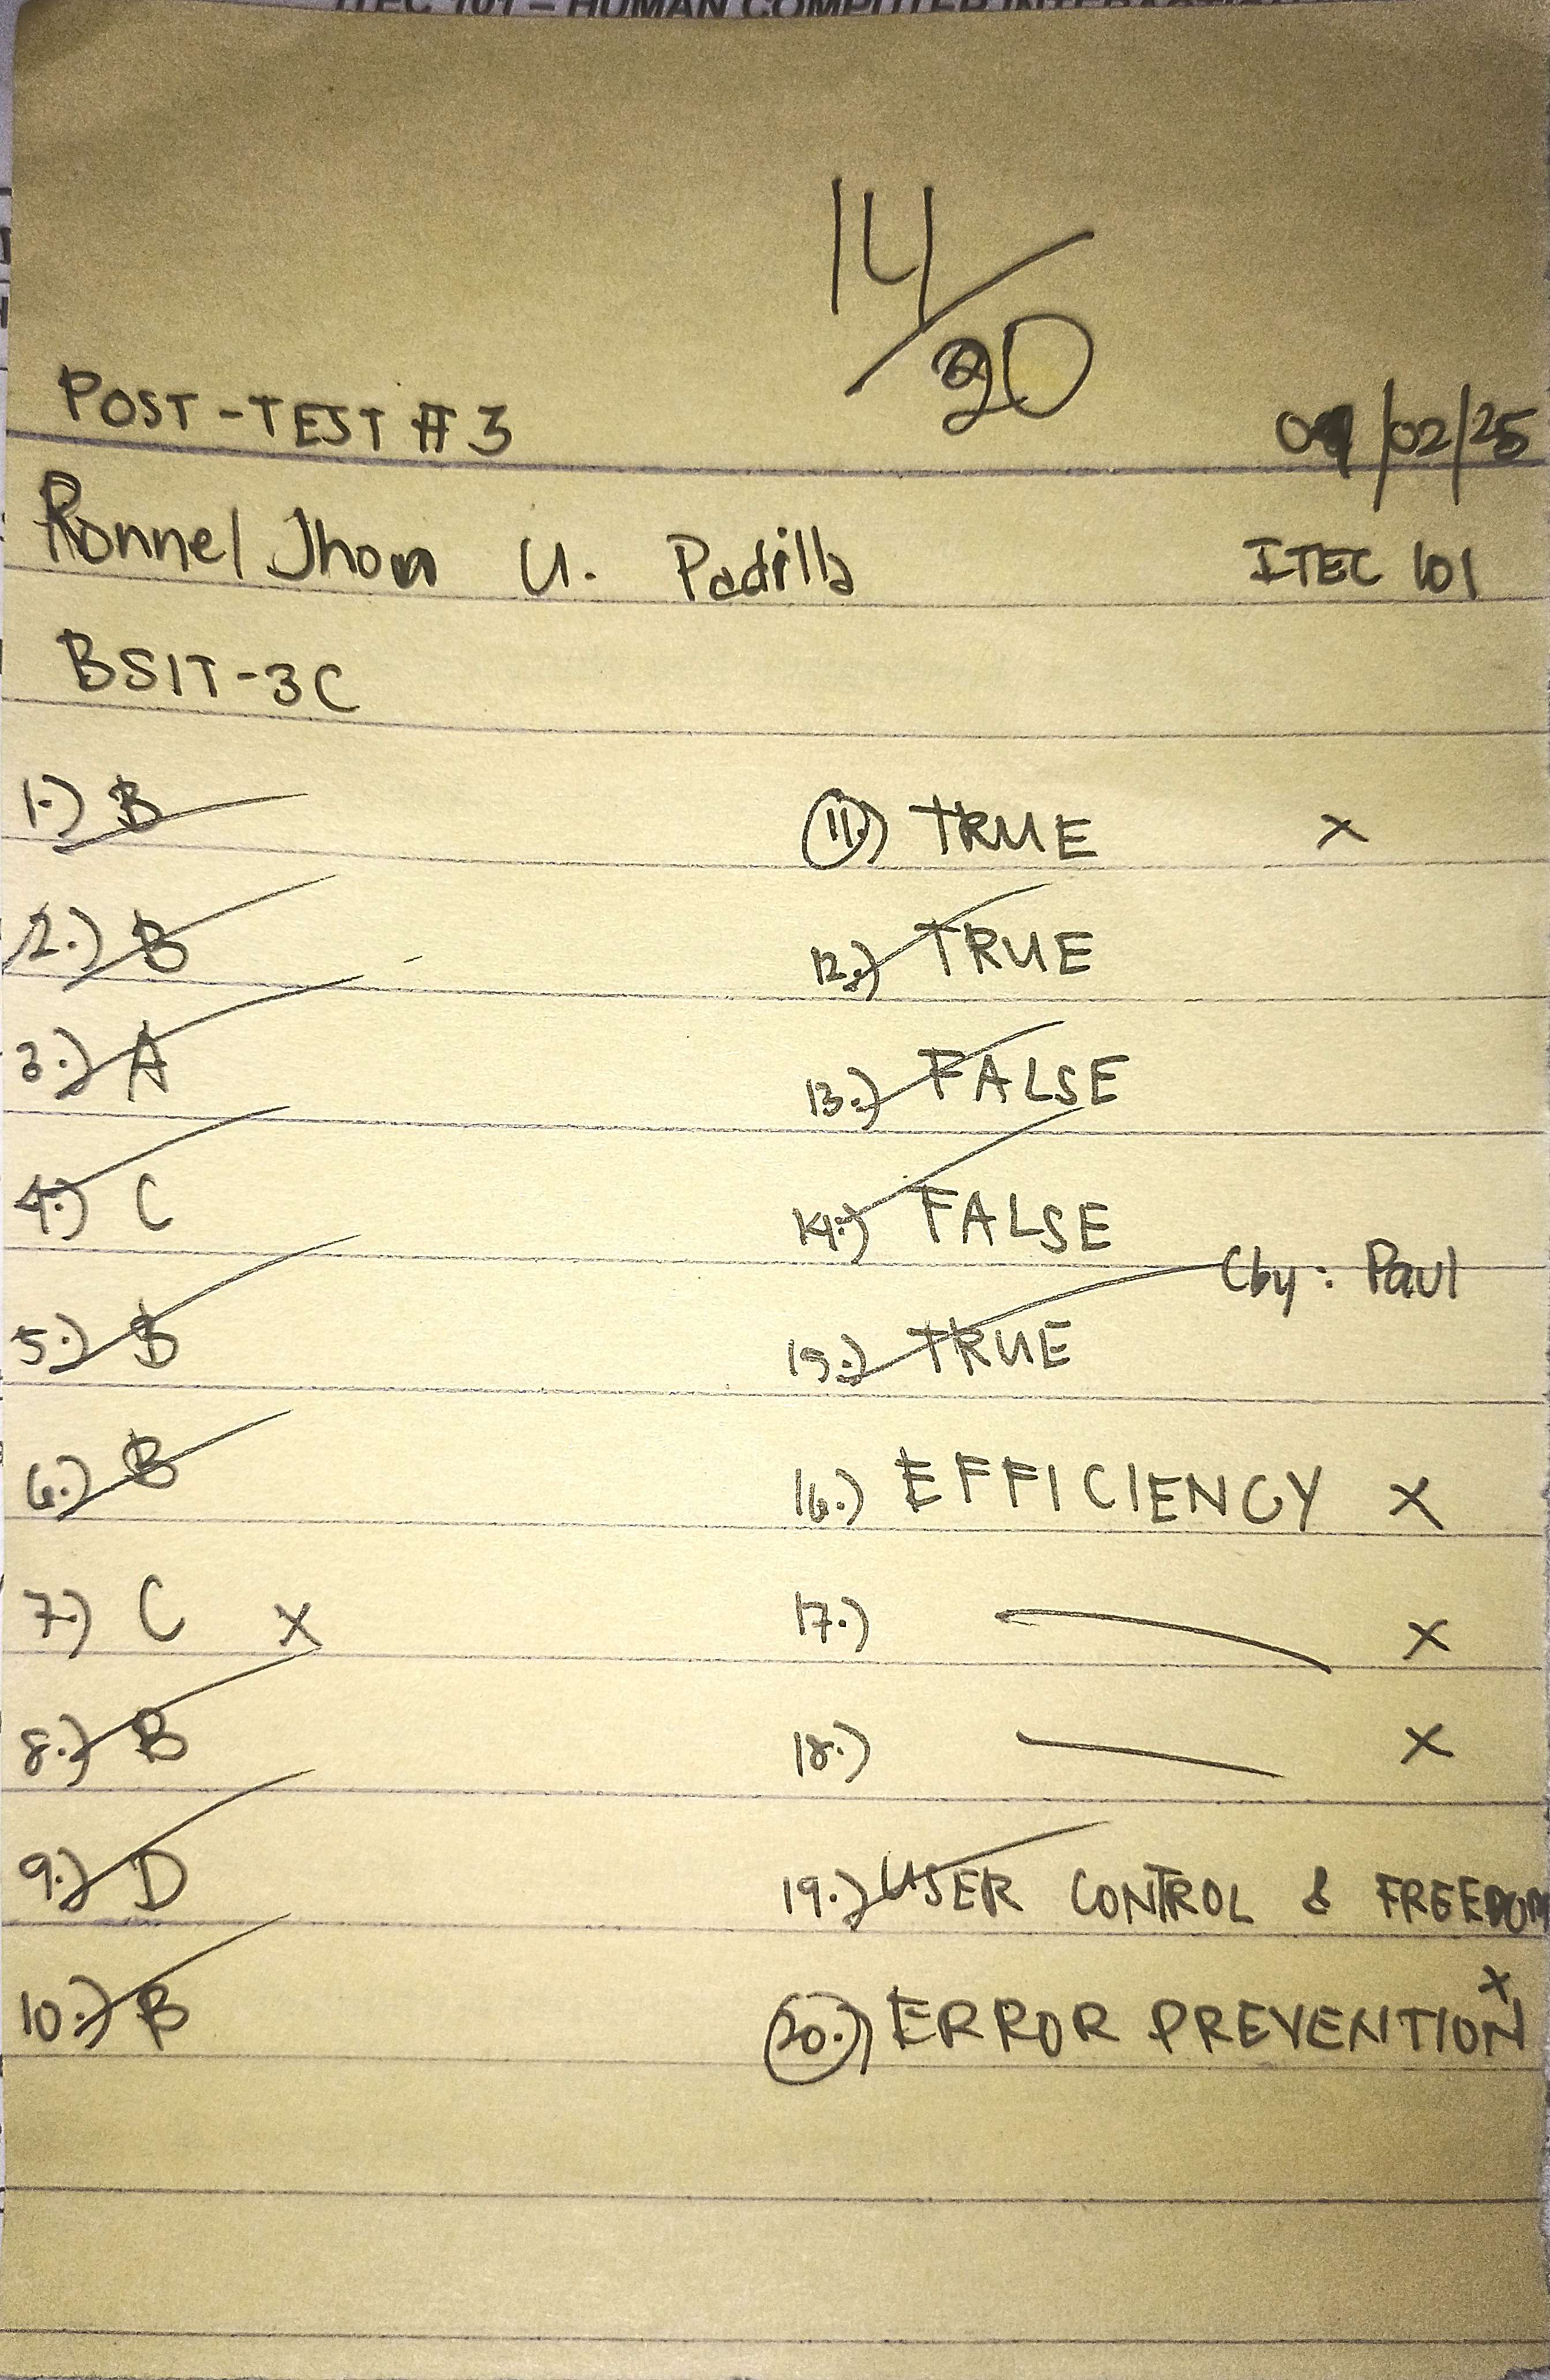 ITEC 101 – HUMAN COMPUTER INTERACTION
14/20
POST-TEST #3
09/02/25
Ronnel Jhon U. Padilla
ITEC 101
BSIT-3C
1.) B
2.) B
3.) A
4.) C
5.) B
6.) B
7.) C x
8.) B
9.) D
10.) B
11.) TRUE x
12.) TRUE
13.) FALSE
14.) FALSE
Cby: Paul
15.) TRUE
16.) EFFICIENCY x
17.) x
18.) x
19.) USER CONTROL & FREEDOM
20.) ERROR PREVENTION x